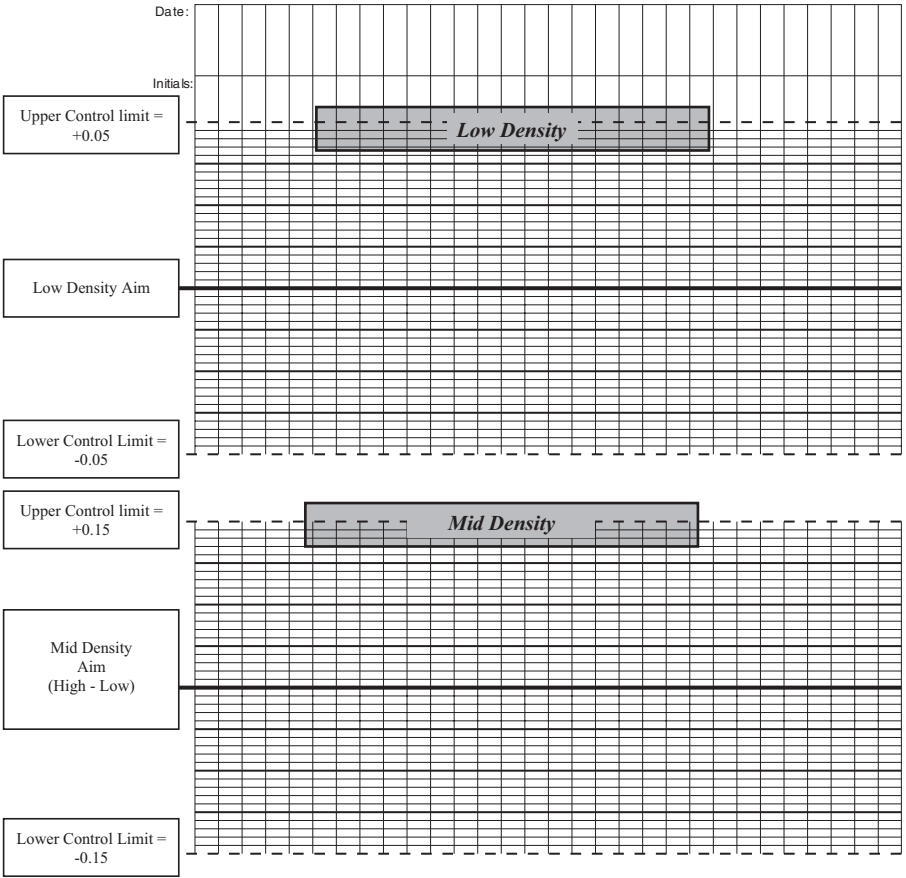 Date:
Initials:
Upper Control limit =
+0.05
Low Density
Low Density Aim
Lower Control Limit =
-0.05
Upper Control limit =
+0.15
Mid Density
Mid Density
Aim
(High - Low)
Lower Control Limit =
-0.15